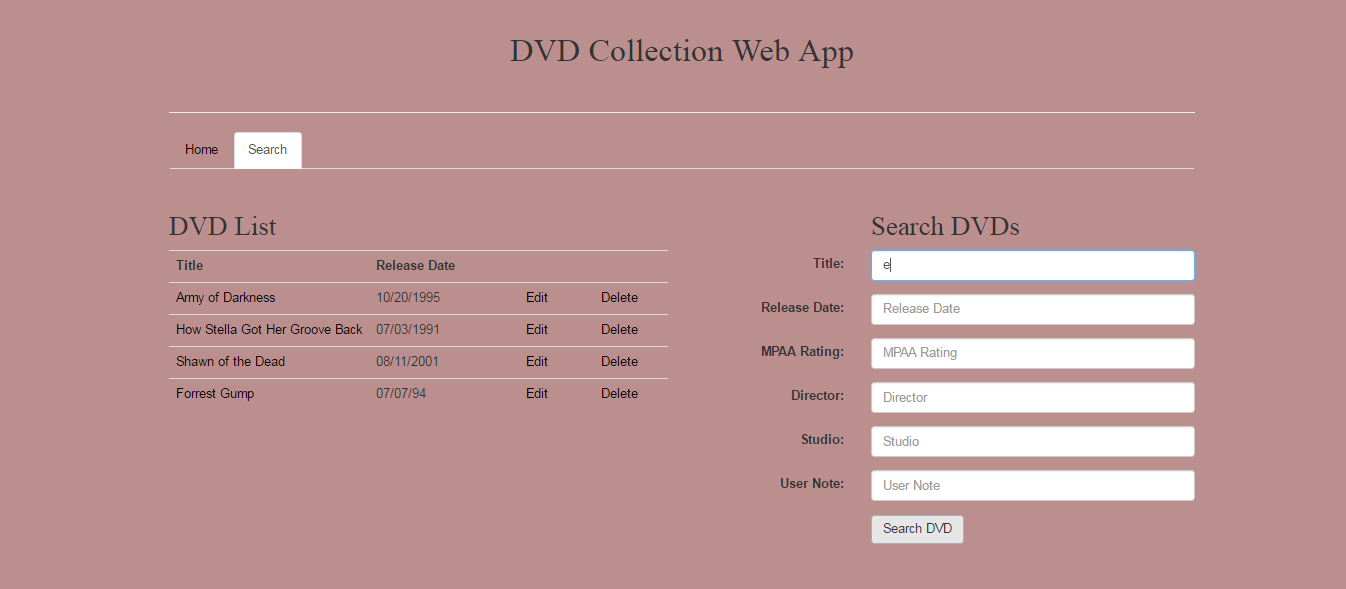 DVD Collection Web App
Home Search
DVD List
Title Release Date
Army of Darkness 10/20/1995 Edit Delete
How Stella Got Her Groove Back 07/03/1991 Edit Delete
Shawn of the Dead 08/11/2001 Edit Delete
Forrest Gump 07/07/94 Edit Delete
Search DVDs
Title: e
Release Date: Release Date
MPAA Rating: MPAA Rating
Director: Director
Studio: Studio
User Note: User Note
Search DVD